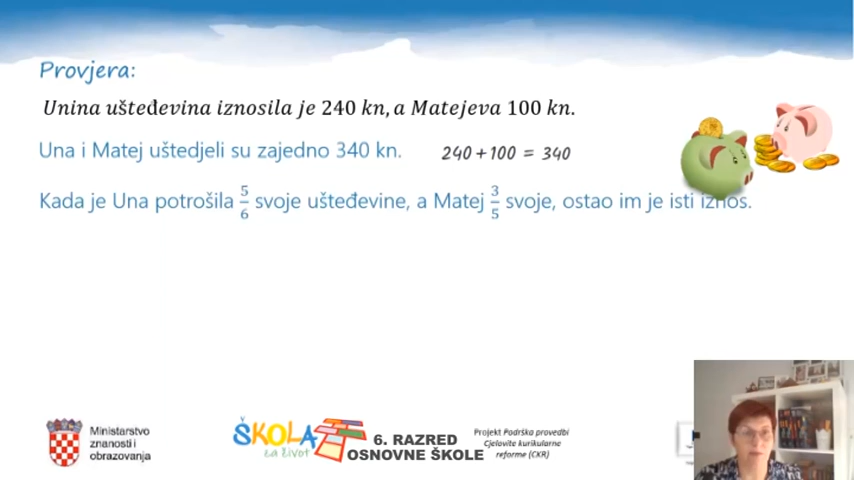 Provjera:
Unina ušteđevina iznosila je 240 kn, a Matejeva 100 kn.
Una i Matej uštedjeli su zajedno 340 kn.
240 + 100 = 340
Kada je Una potrošila 5/6 svoje ušteđevine, a Matej 3/5 svoje, ostao im je isti iznos.
Ministarstvo
znanosti i
obrazovanja
ŠKOLA
za život
6. RAZRED
OSNOVNE ŠKOLE
Projekt Podrška provedbi
Cjelovite kurikularne
reforme (CKR)